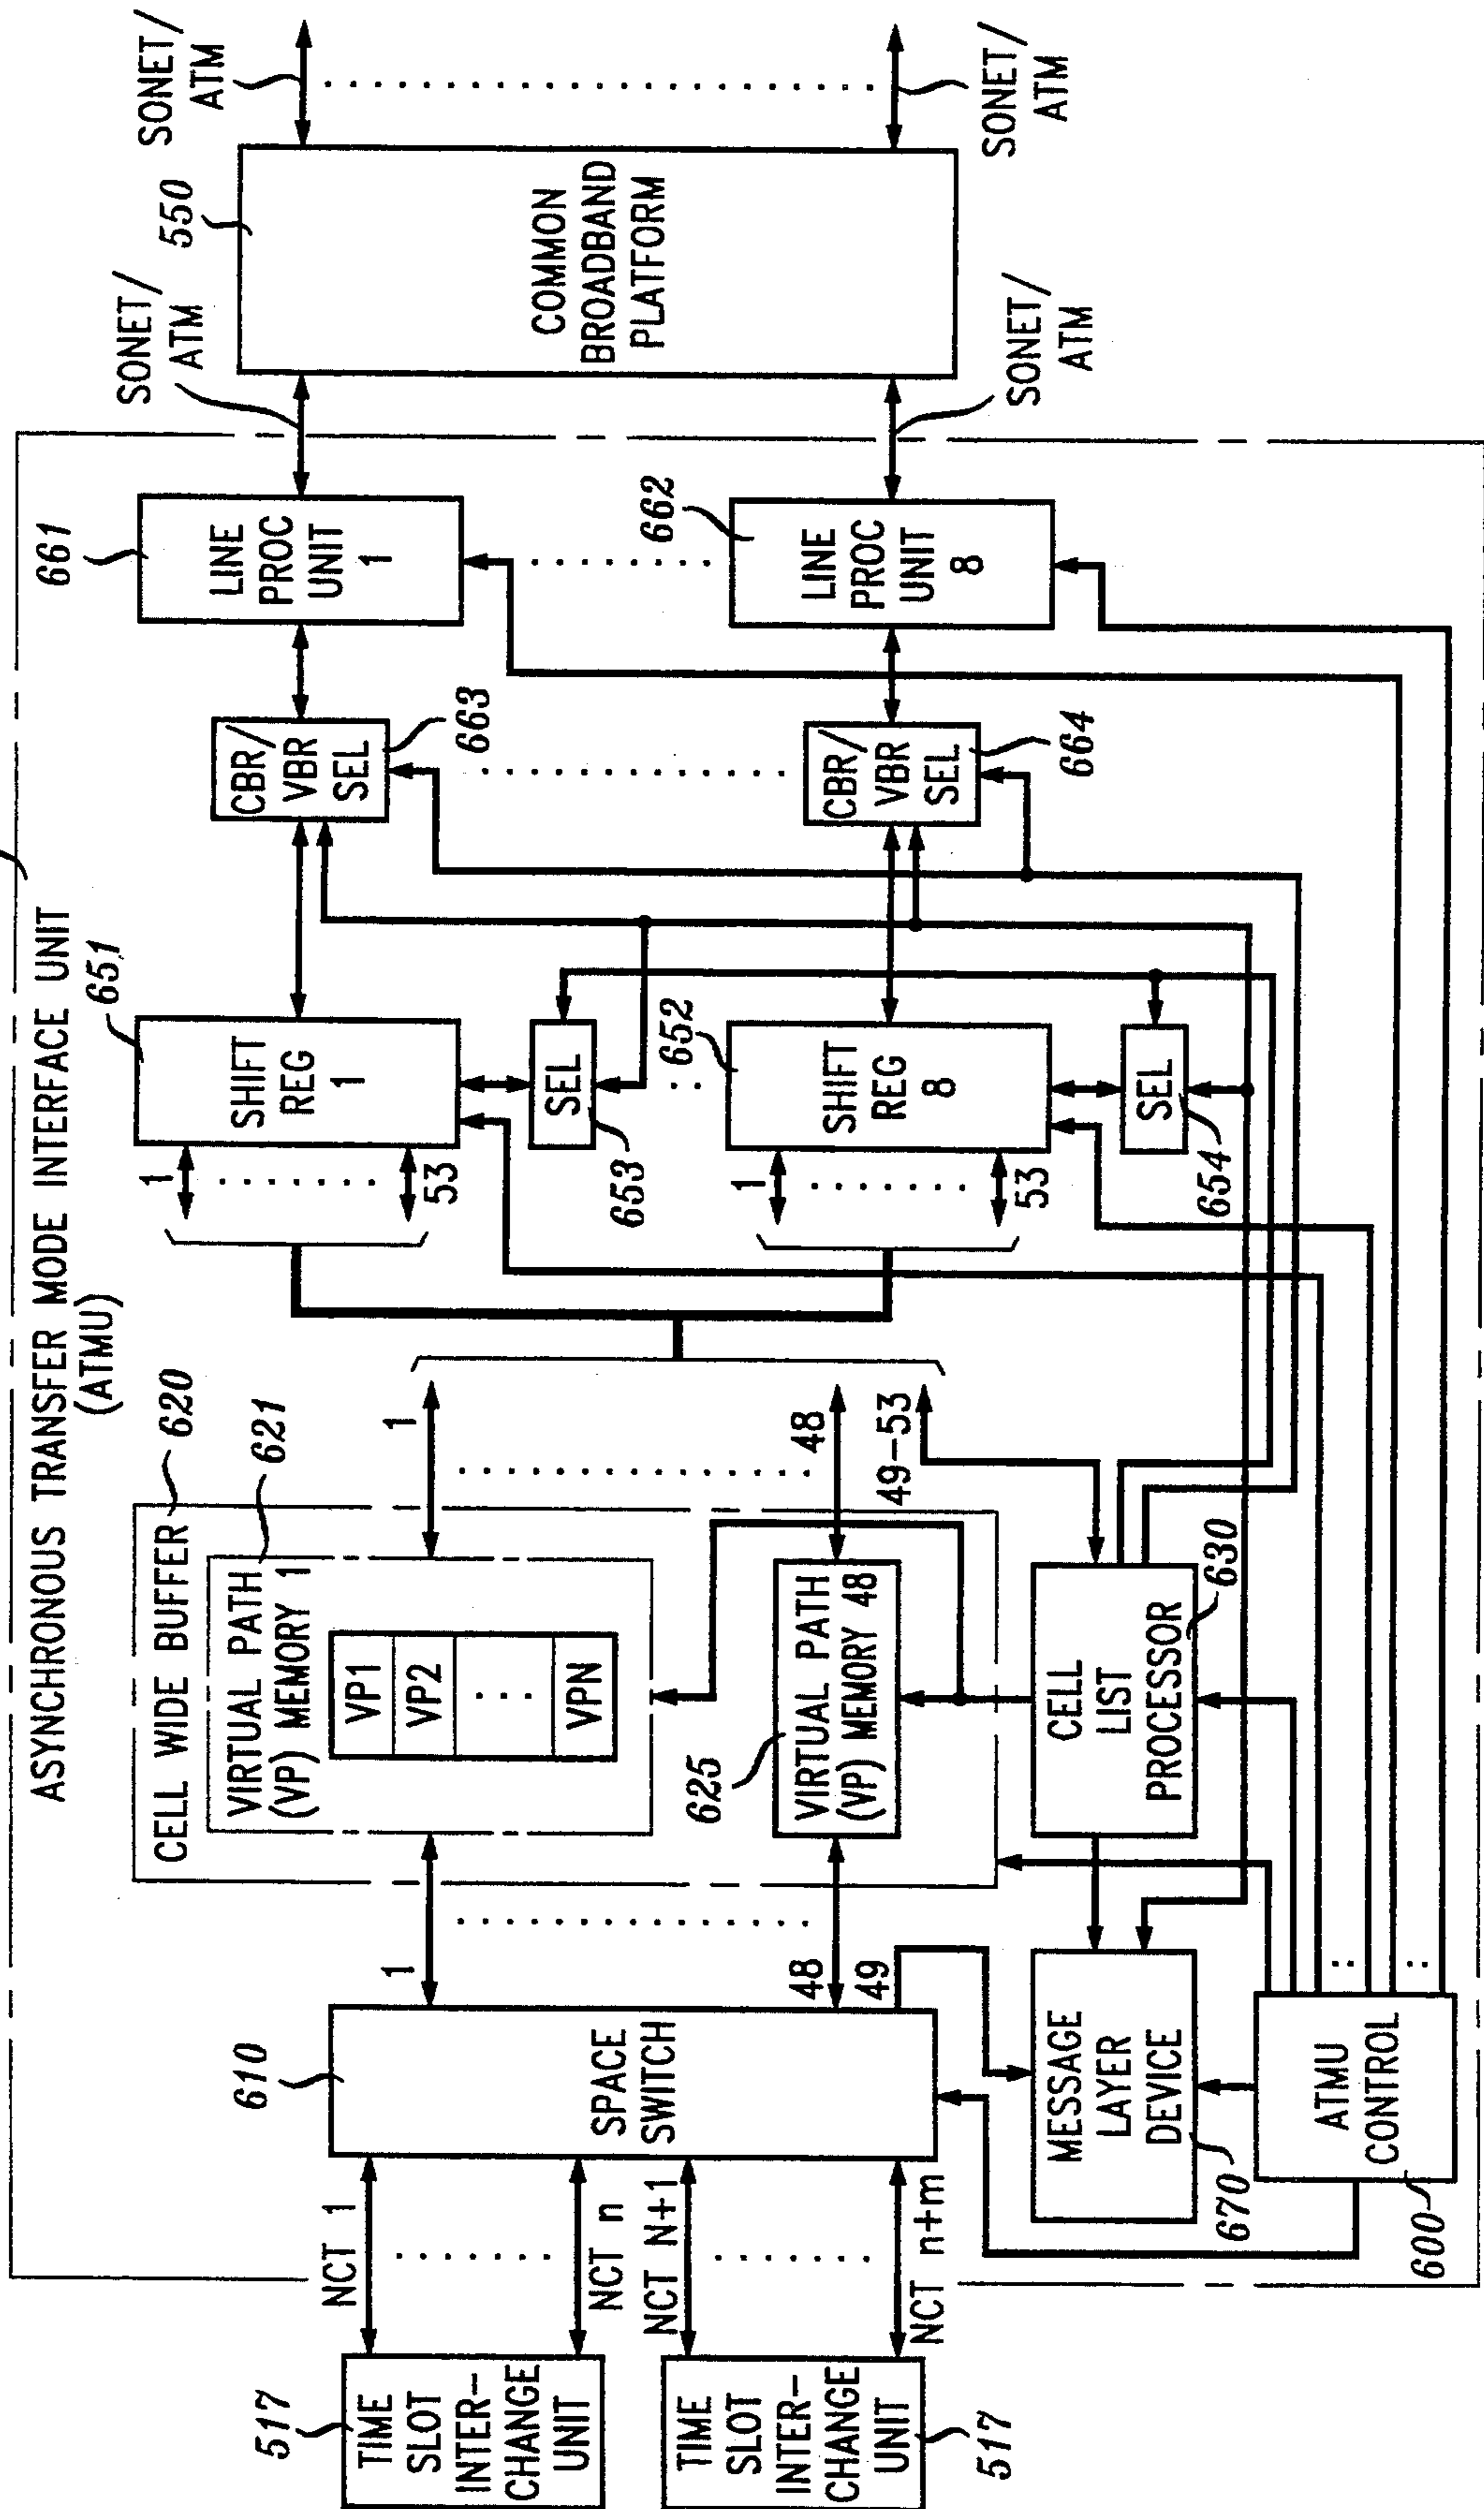 ASYNCHRONOUS TRANSFER MODE INTERFACE UNIT
(ATMU)
517
TIME
SLOT
INTER-
CHANGE
UNIT
TIME
SLOT
INTER-
CHANGE
UNIT
517
NCT 1
NCT n
NCT N+1
NCT n+m
610
SPACE
SWITCH
1
48
49
MESSAGE
LAYER
DEVICE
670
ATMU
CONTROL
600
CELL WIDE BUFFER
620
VIRTUAL PATH
(VP) MEMORY 1
621
VP1
VP2
VPN
625
VIRTUAL PATH
(VP) MEMORY 48
CELL
LIST
PROCESSOR
630
1
48
49-53
651
SHIFT
REG
1
1
53
SEL
653
652
SHIFT
REG
8
1
53
SEL
654
CBR/
VBR
SEL
663
CBR/
VBR
SEL
664
661
LINE
PROC
UNIT
1
662
LINE
PROC
UNIT
8
SONET/
ATM
SONET/
ATM
550
COMMON
BROADBAND
PLATFORM
SONET/
ATM
SONET/
ATM